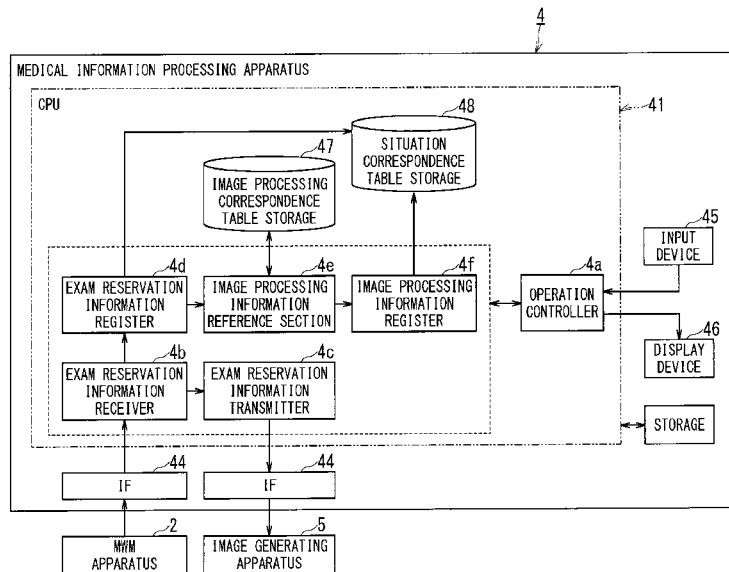 4
MEDICAL INFORMATION PROCESSING APPARATUS
CPU
41
48
SITUATION
CORRESPONDENCE
TABLE STORAGE
47
IMAGE PROCESSING
CORRESPONDENCE
TABLE STORAGE
45
INPUT
DEVICE
4d
EXAM RESERVATION
INFORMATION
REGISTER
4e
IMAGE PROCESSING
INFORMATION
REFERENCE SECTION
4f
IMAGE PROCESSING
INFORMATION
REGISTER
4a
OPERATION
CONTROLLER
46
DISPLAY
DEVICE
4b
EXAM RESERVATION
INFORMATION
RECEIVER
4c
EXAM RESERVATION
INFORMATION
TRANSMITTER
STORAGE
44
IF
44
IF
2
MWM
APPARATUS
5
IMAGE GENERATING
APPARATUS